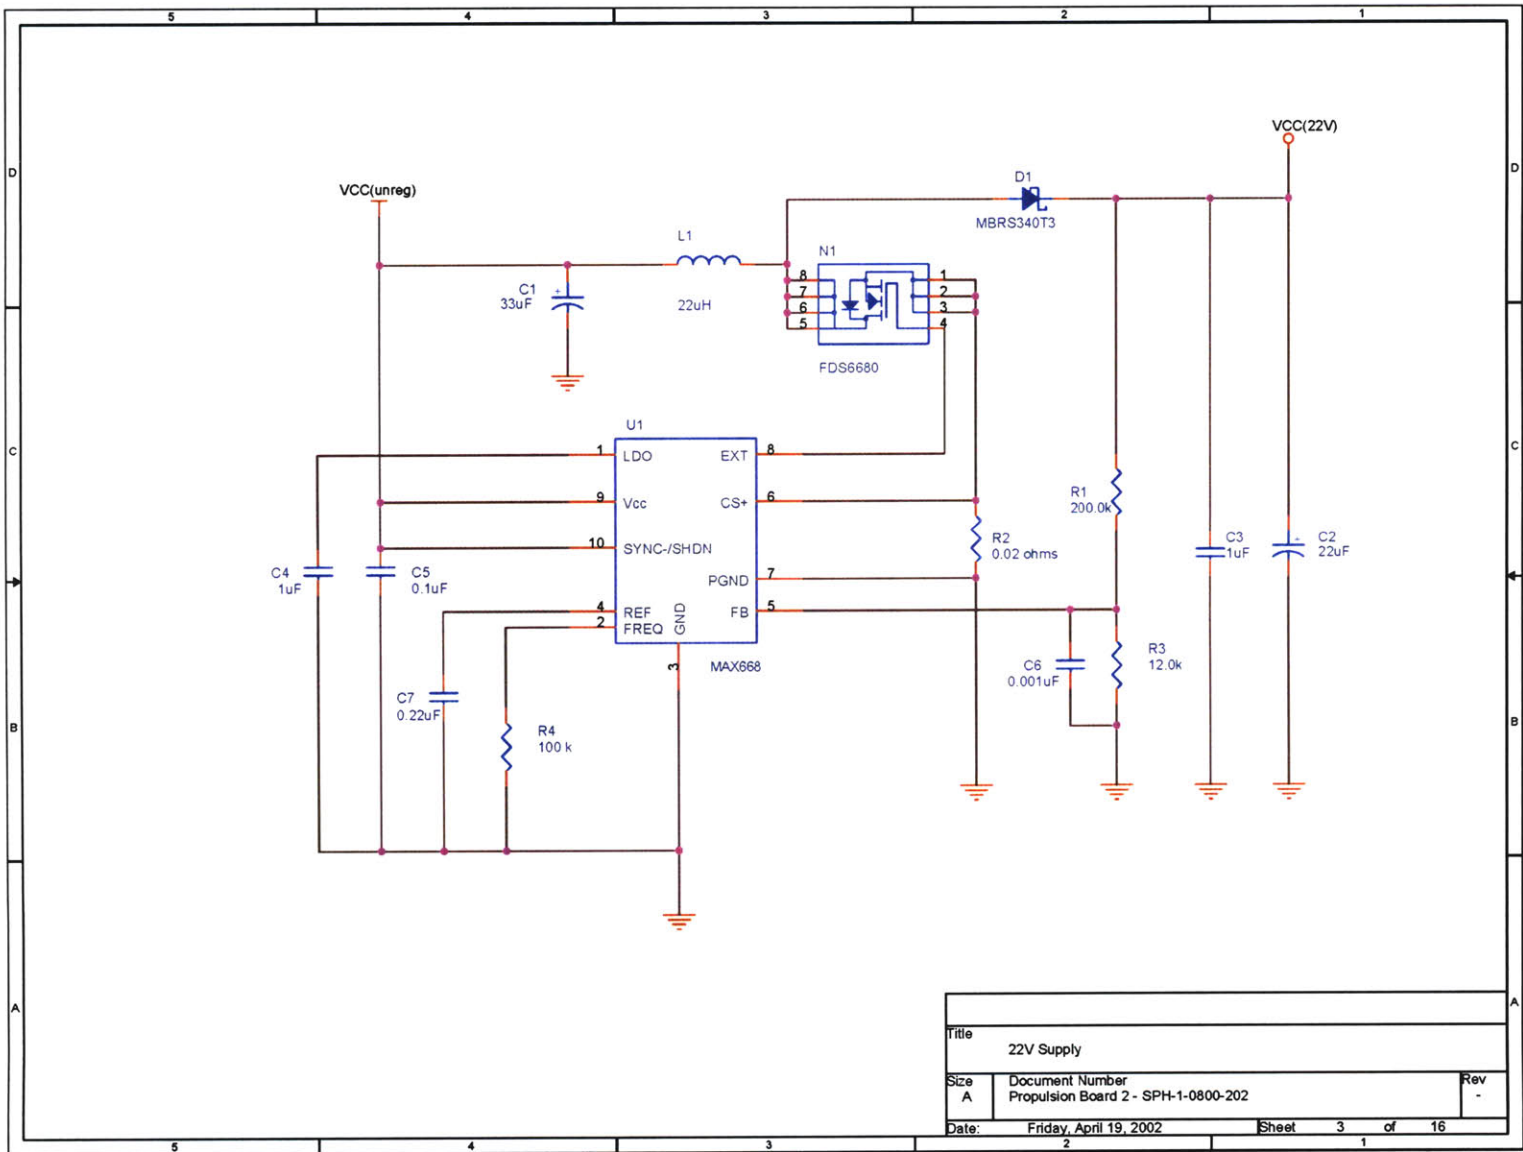 5 4 3 2 1
D D
VCC(22V)
VCC(unreg)
D1
MBRS340T3
L1
22uH
N1
8 1
7 2
6 3
5 4
FDS6680
C1
+
33uF
C C
U1
1 LDO EXT 8
9 Vcc CS+ 6
10 SYNC-/SHDN
PGND 7
4 REF FB 5
2 FREQ GND
3
MAX668
R1
200.0k
R2
0.02 ohms
C3
1uF
+
C2
22uF
C4
1uF
C5
0.1uF
C6
0.001uF
R3
12.0k
C7
0.22uF
R4
100 k
B B
A A
Title
22V Supply
Size
A
Document Number
Propulsion Board 2 - SPH-1-0800-202
Rev
-
Date: Friday, April 19, 2002 Sheet 3 of 16
5 4 3 2 1